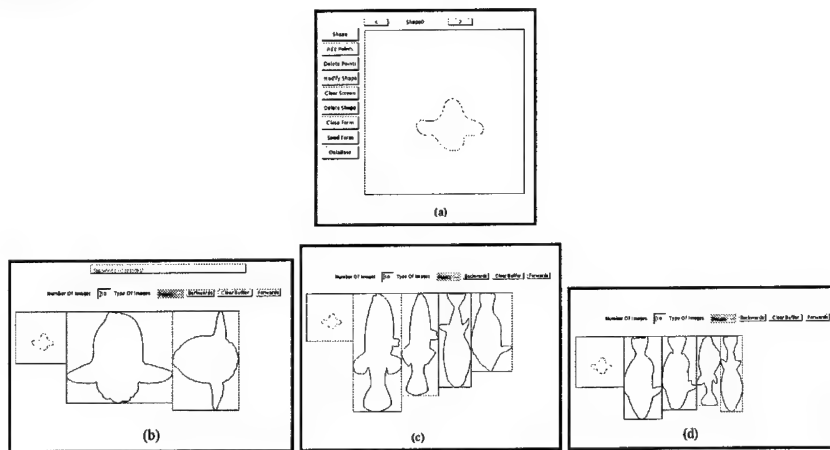 Shape0
Shape
Add Points
Delete Points
Modify Shape
Clear Screen
Delete Shape
Close Form
Send Form
DataBase
(a)
Number Of Images
Type Of Images
Backwards
Clear Buffer
Forwards
(b)
Number Of Images
Type Of Images
Backwards
Clear Buffer
Forwards
(c)
Number Of Images
Type Of Images
Backwards
Clear Buffer
Forwards
(d)